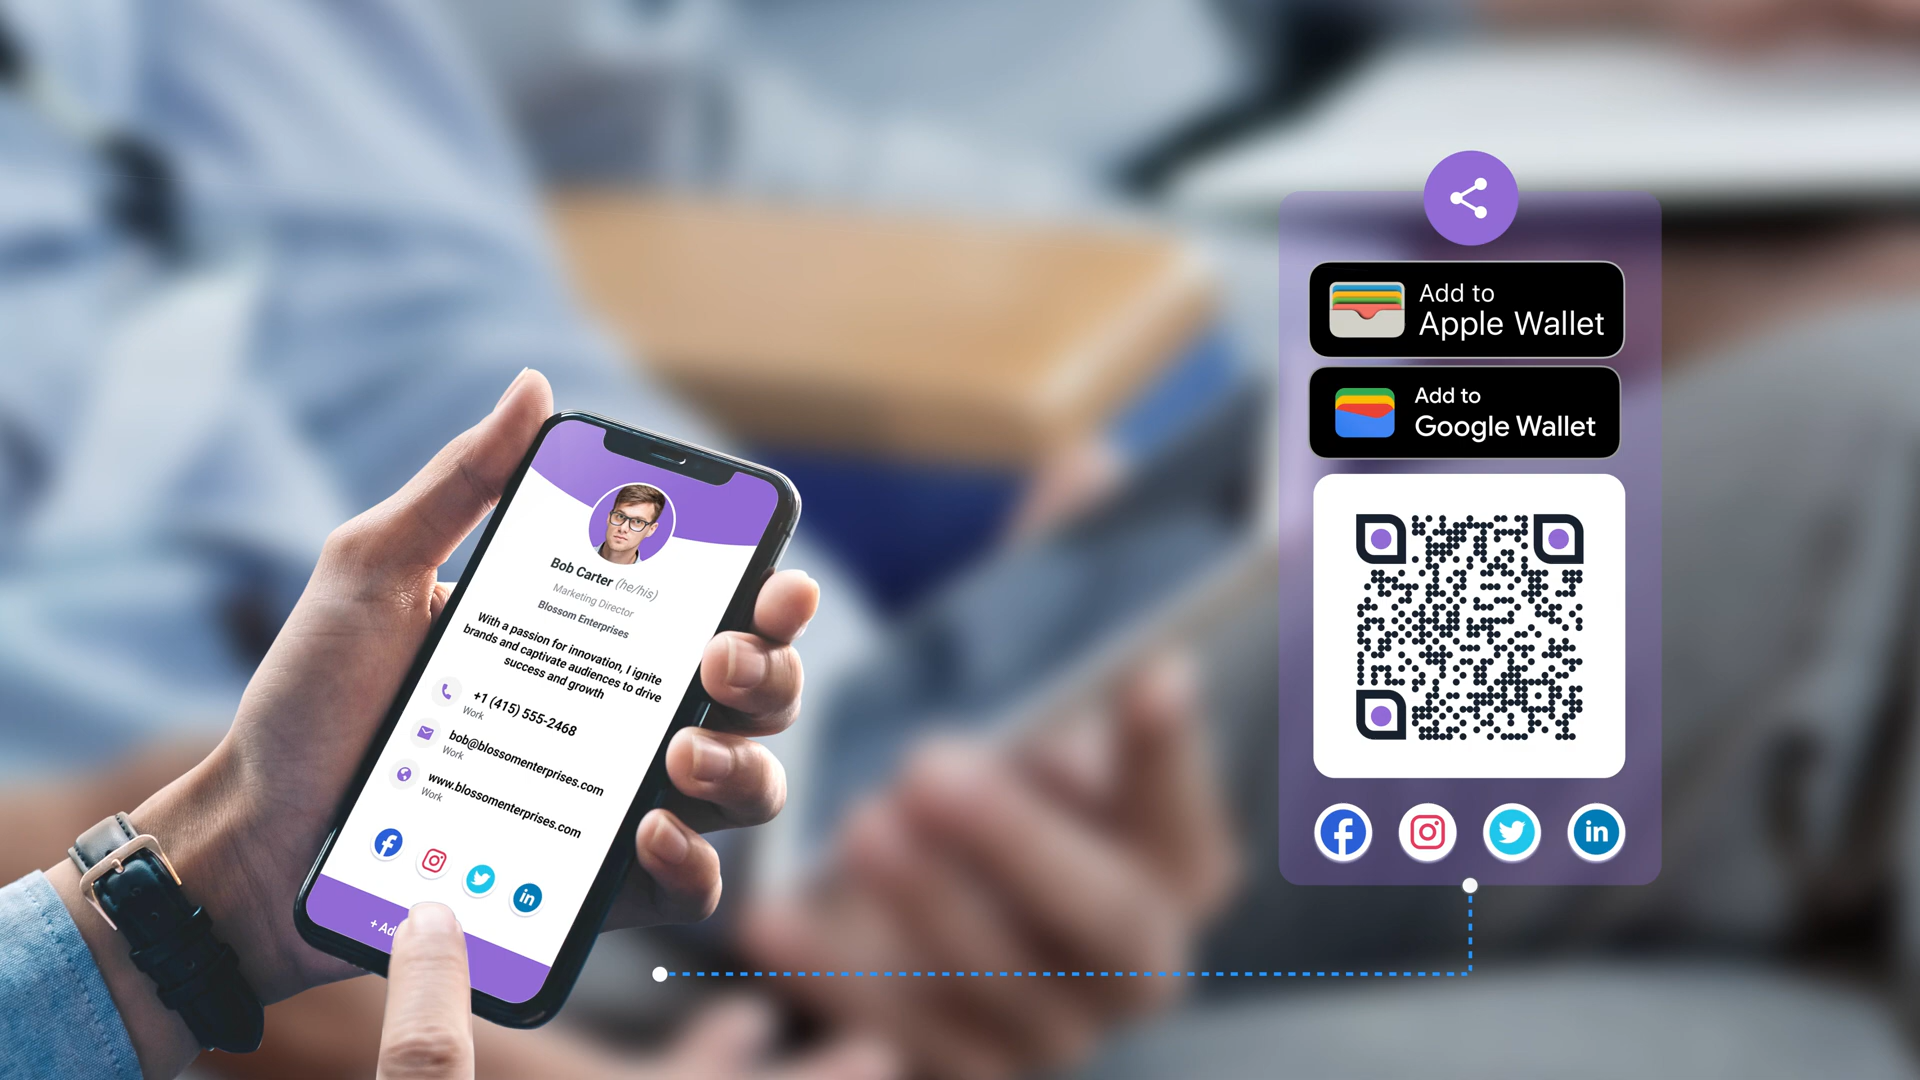 Bob Carter (he/his)
Marketing Director
Blossom Enterprises
With a passion for innovation, I ignite
brands and captivate audiences to drive
success and growth
+1 (415) 555-2468
Work
bob@blossomenterprises.com
Work
www.blossomenterprises.com
Work
in
Add to
Apple Wallet
Add to
Google Wallet
in